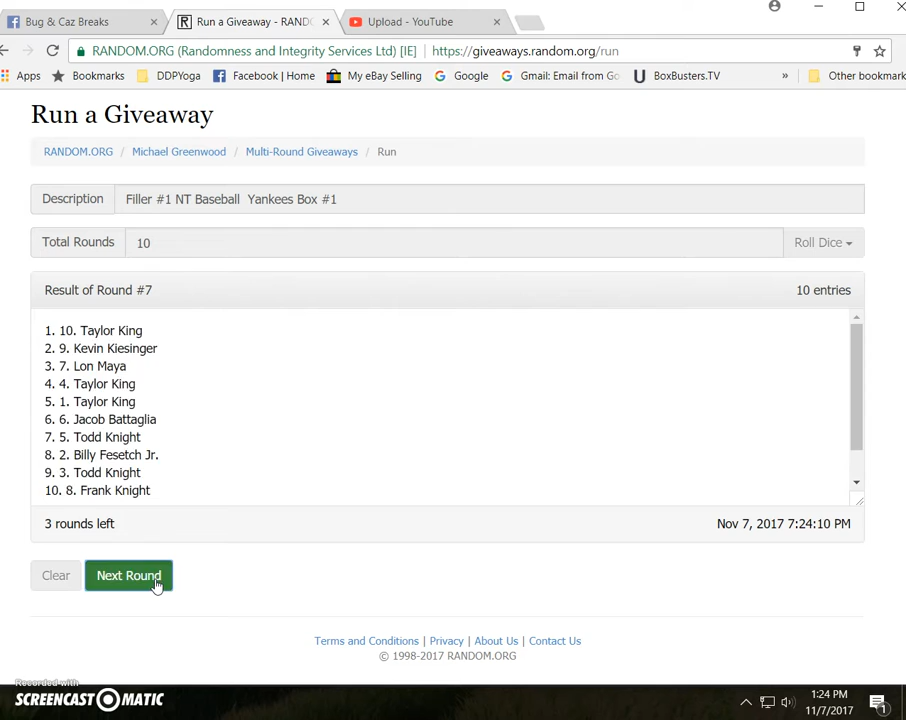 Bug & Caz Breaks
Run a Giveaway - RAND
Upload - YouTube
RANDOM.ORG (Randomness and Integrity Services Ltd) [IE] https://giveaways.random.org/run
Apps Bookmarks DDPYoga Facebook | Home My eBay Selling Google Gmail: Email from Go BoxBusters.TV » Other bookmark
Run a Giveaway
RANDOM.ORG / Michael Greenwood / Multi-Round Giveaways / Run
Description Filler #1 NT Baseball Yankees Box #1
Total Rounds 10 Roll Dice
Result of Round #7 10 entries
1. 10. Taylor King
2. 9. Kevin Kiesinger
3. 7. Lon Maya
4. 4. Taylor King
5. 1. Taylor King
6. 6. Jacob Battaglia
7. 5. Todd Knight
8. 2. Billy Fesetch Jr.
9. 3. Todd Knight
10. 8. Frank Knight
3 rounds left Nov 7, 2017 7:24:10 PM
Clear Next Round
Terms and Conditions | Privacy | About Us | Contact Us
© 1998-2017 RANDOM.ORG
Recorded with
SCREENCAST-O-MATIC
1:24 PM
11/7/2017
1